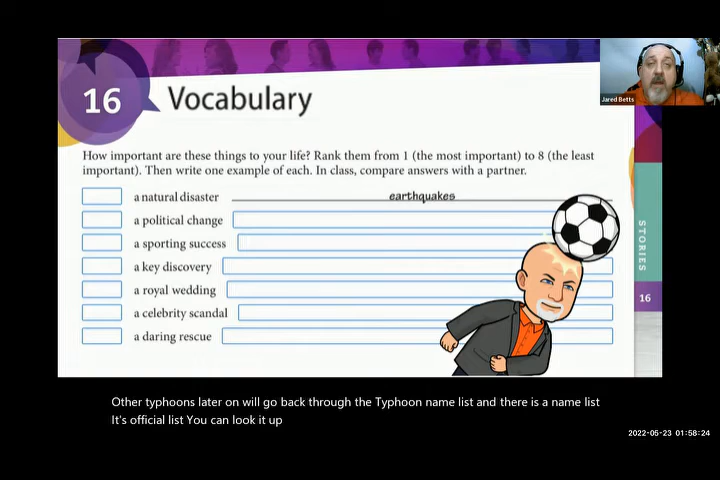 Jared Betts
16
Vocabulary
How important are these things to your life? Rank them from 1 (the most important) to 8 (the least
important). Then write one example of each. In class, compare answers with a partner.
a natural disaster earthquakes
a political change
a sporting success
a key discovery
a royal wedding
a celebrity scandal
a daring rescue
STORIES
16
Other typhoons later on will go back through the Typhoon name list and there is a name list
It's official list You can look it up
2022-05-23 01:58:24